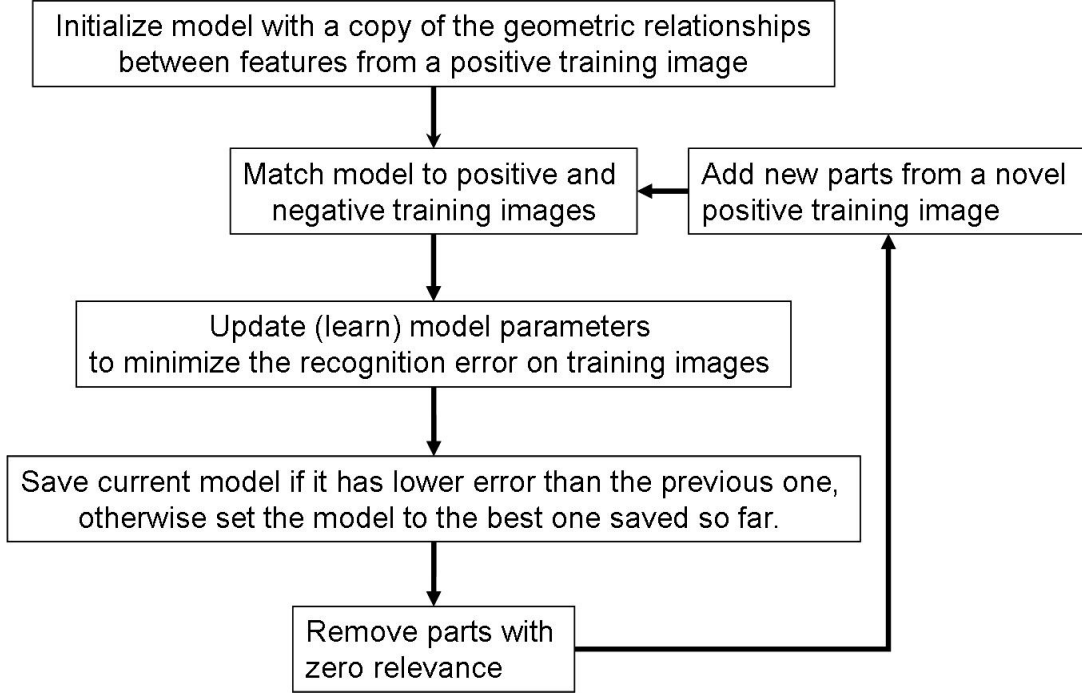 Initialize model with a copy of the geometric relationships
between features from a positive training image
Match model to positive and
negative training images
Add new parts from a novel
positive training image
Update (learn) model parameters
to minimize the recognition error on training images
Save current model if it has lower error than the previous one,
otherwise set the model to the best one saved so far.
Remove parts with
zero relevance